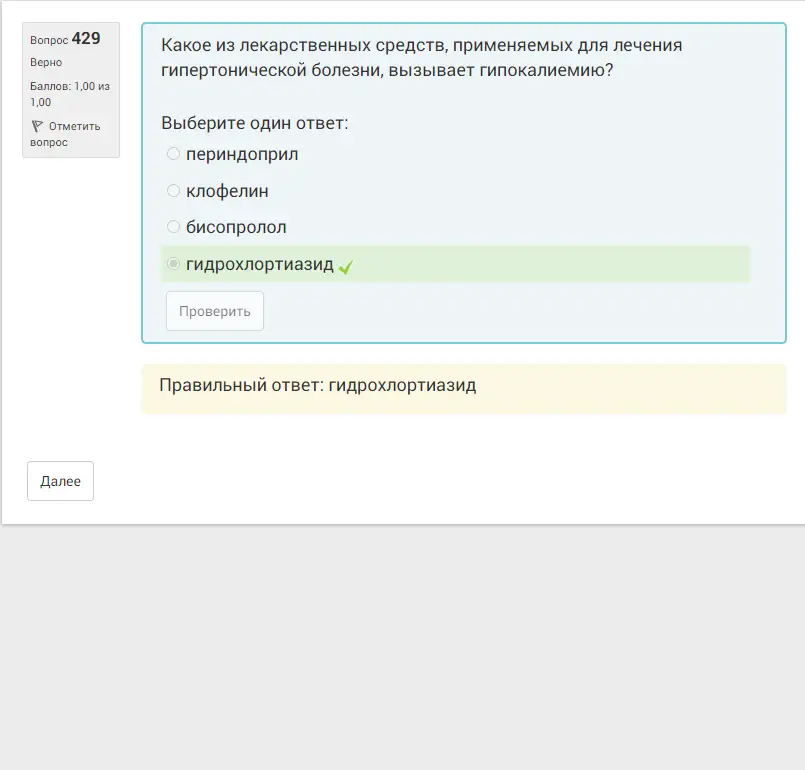 Вопрос 429
Верно
Баллов: 1,00 из
1,00
Отметить
вопрос
Какое из лекарственных средств, применяемых для лечения
гипертонической болезни, вызывает гипокалиемию?
Выберите один ответ:
периндоприл
клофелин
бисопролол
гидрохлортиазид
Проверить
Правильный ответ: гидрохлортиазид
Далее